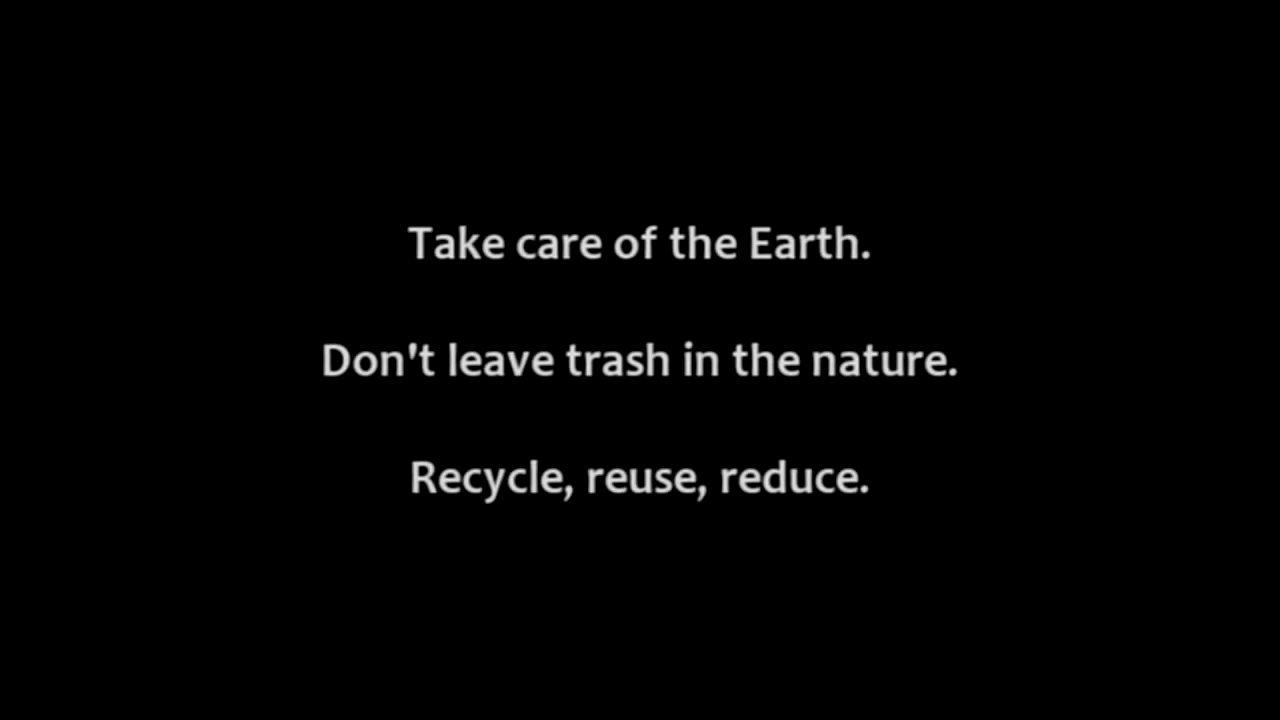 Take care of the Earth.
Don't leave trash in the nature.
Recycle, reuse, reduce.